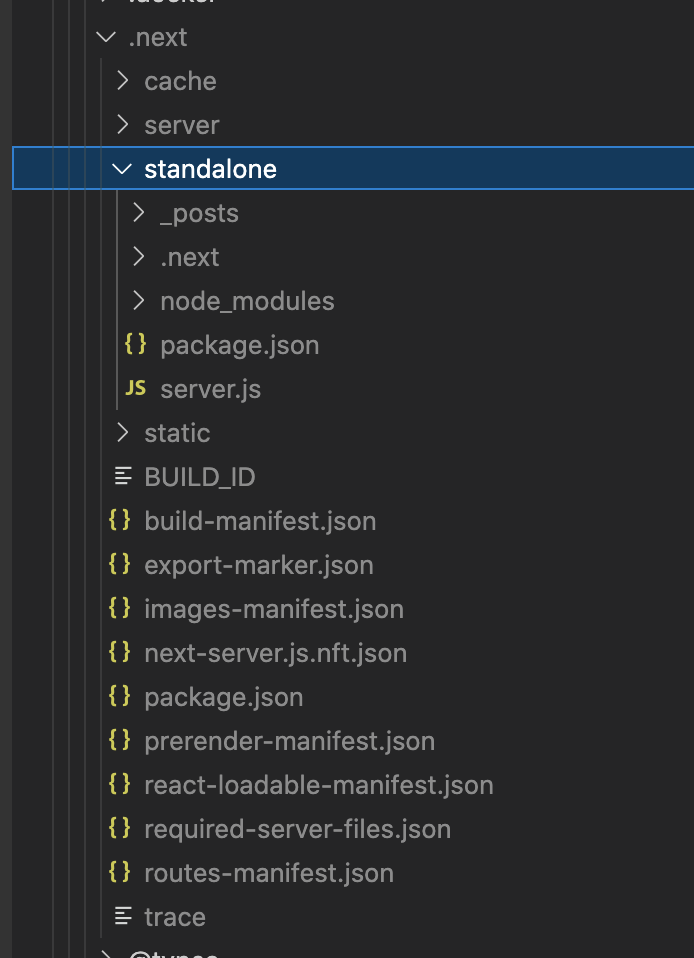 .next
cache
server
standalone
_posts
.next
node_modules
{} package.json
JS server.js
static
BUILD_ID
{} build-manifest.json
{} export-marker.json
{} images-manifest.json
{} next-server.js.nft.json
{} package.json
{} prerender-manifest.json
{} react-loadable-manifest.json
{} required-server-files.json
{} routes-manifest.json
trace